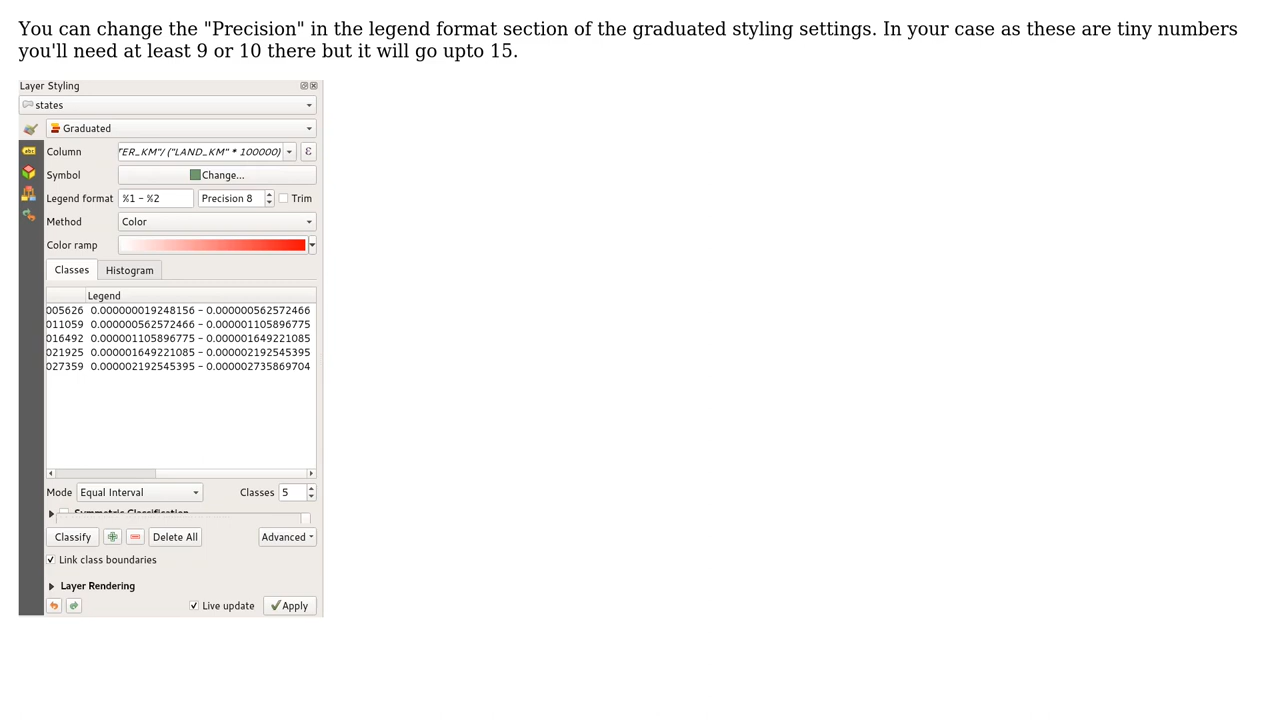 You can change the "Precision" in the legend format section of the graduated styling settings. In your case as these are tiny numbers
you'll need at least 9 or 10 there but it will go upto 15.
Layer Styling
states
Graduated
Column TER_KM"/ ("LAND_KM" * 100000) ε
Symbol Change...
Legend format %1 - %2 Precision 8 Trim
Method Color
Color ramp
Classes Histogram
Legend
005626 0.000000019248156 - 0.000000562572466
011059 0.000000562572466 - 0.000001105896775
016492 0.000001105896775 - 0.000001649221085
021925 0.000001649221085 - 0.000002192545395
027359 0.000002192545395 - 0.000002735869704
Mode Equal Interval Classes 5
Symmetric Classification
Classify Delete All Advanced
Link class boundaries
Layer Rendering
Live update Apply